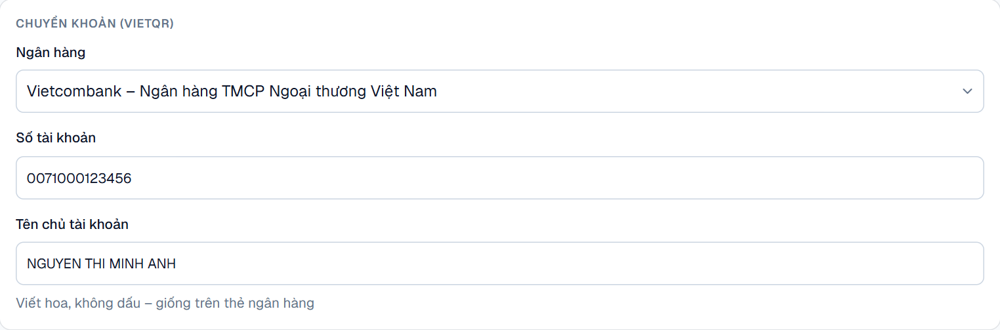 CHUYỂN KHOẢN (VIETQR)
Ngân hàng
Vietcombank – Ngân hàng TMCP Ngoại thương Việt Nam
Số tài khoản
0071000123456
Tên chủ tài khoản
NGUYEN THI MINH ANH
Viết hoa, không dấu – giống trên thẻ ngân hàng